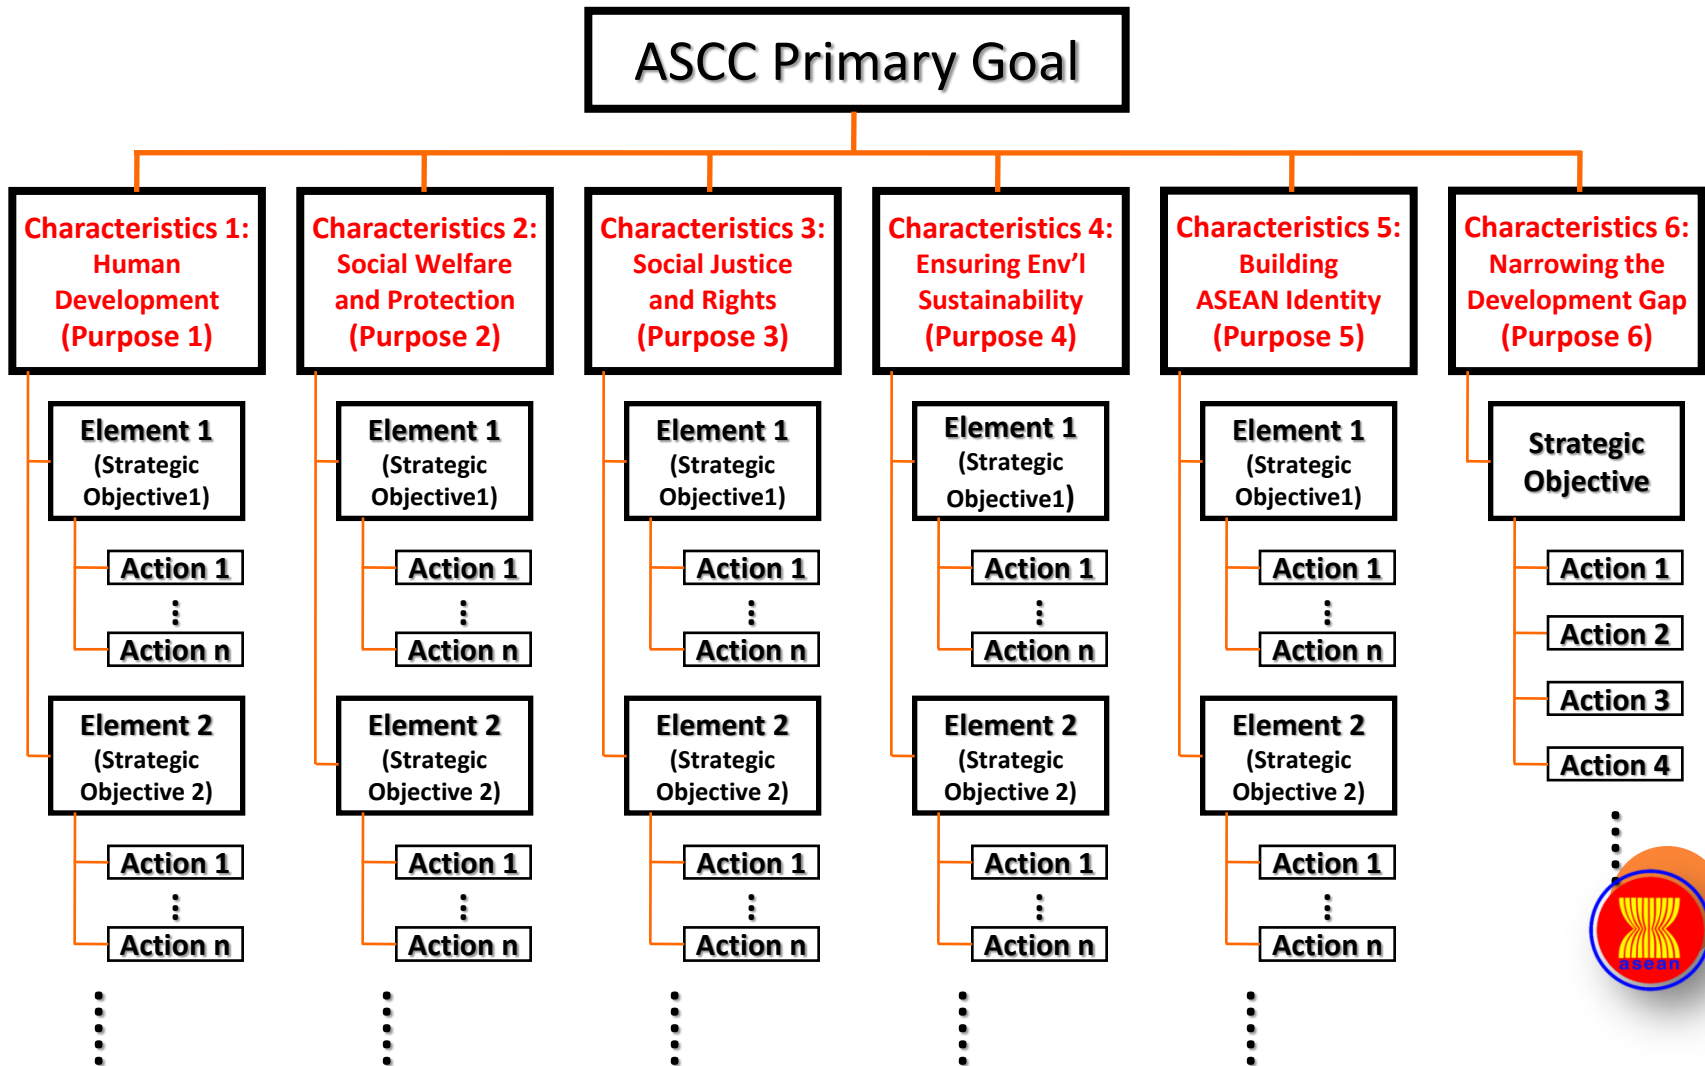 ASCC Primary Goal
Characteristics 1:
Human
Development
(Purpose 1)
Element 1
(Strategic
Objective1)
Action 1
Action n
Element 2
(Strategic
Objective 2)
Action 1
Action n
Characteristics 2:
Social Welfare
and Protection
(Purpose 2)
Element 1
(Strategic
Objective1)
Action 1
Action n
Element 2
(Strategic
Objective 2)
Action 1
Action n
Characteristics 3:
Social Justice
and Rights
(Purpose 3)
Element 1
(Strategic
Objective1)
Action 1
Action n
Element 2
(Strategic
Objective 2)
Action 1
Action n
Characteristics 4:
Ensuring Env’l
Sustainability
(Purpose 4)
Element 1
(Strategic
Objective1)
Action 1
Action n
Element 2
(Strategic
Objective 2)
Action 1
Action n
Characteristics 5:
Building
ASEAN Identity
(Purpose 5)
Element 1
(Strategic
Objective1)
Action 1
Action n
Element 2
(Strategic
Objective 2)
Action 1
Action n
Characteristics 6:
Narrowing the
Development Gap
(Purpose 6)
Strategic
Objective
Action 1
Action 2
Action 3
Action 4
asean